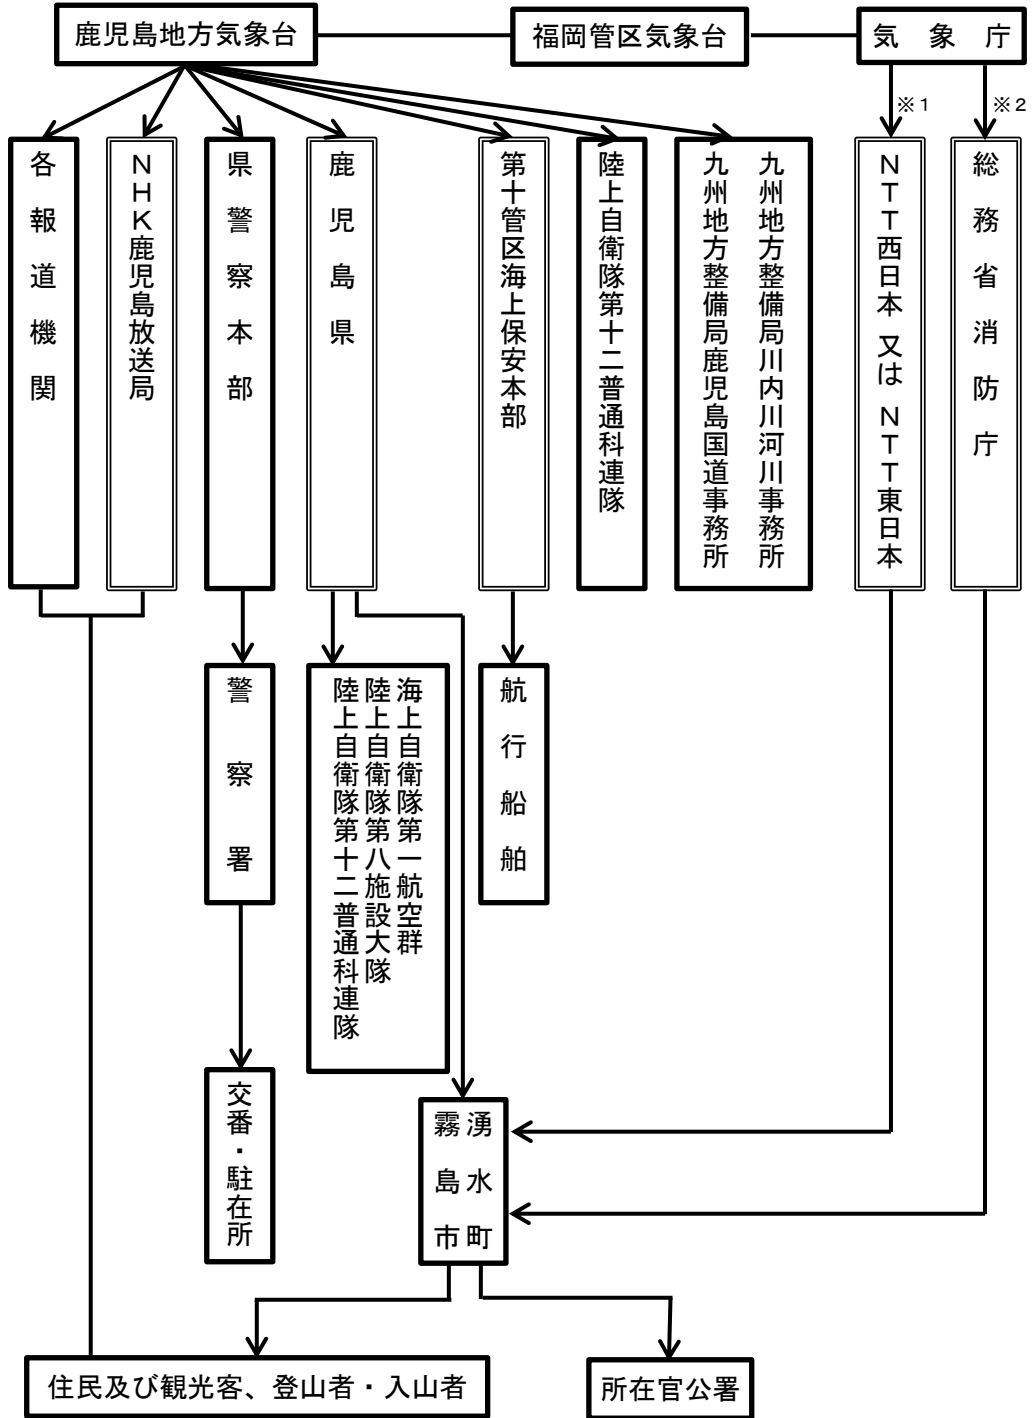 鹿児島地方気象台
福岡管区気象台
気象庁
※1
※2
各報道機関
NHK鹿児島放送局
県警察本部
鹿児島県
第十管区海上保安本部
陸上自衛隊第十二普通科連隊
九州地方整備局川内川河川事務所
九州地方整備局鹿児島国道事務所
NTT西日本 又は NTT東日本
総務省消防庁
警察署
海上自衛隊第一航空群
陸上自衛隊第八施設大隊
陸上自衛隊第十二普通科連隊
航行船舶
交番・駐在所
湧水町
霧島市
住民及び観光客、登山者・入山者
所在官公署